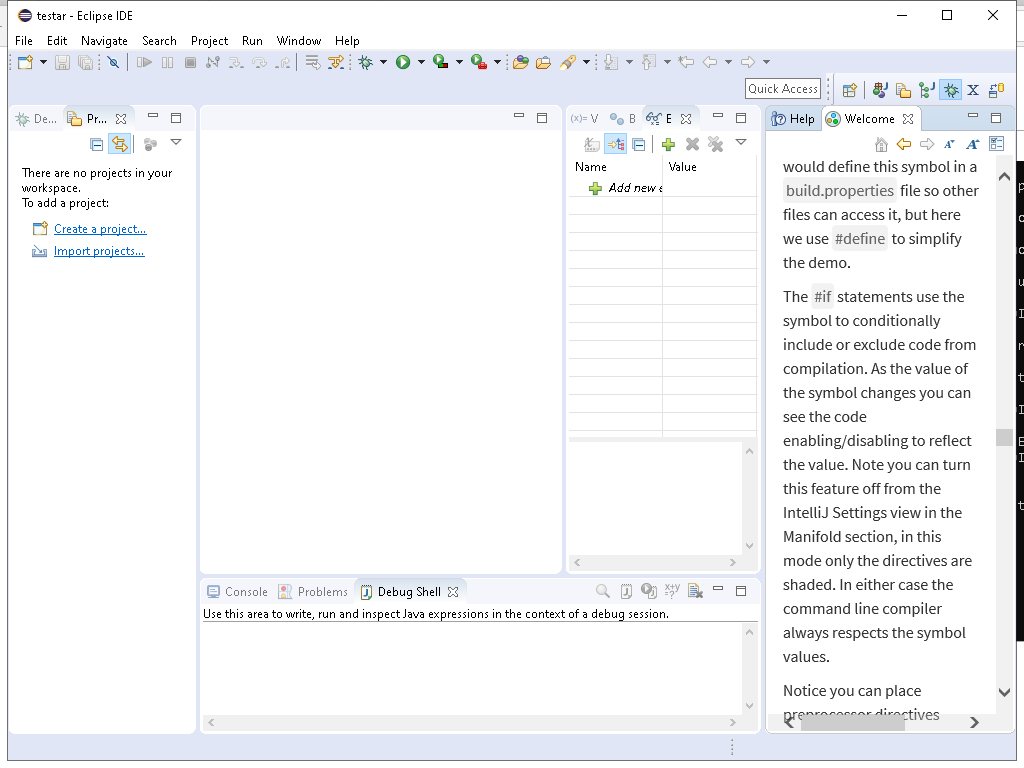 testar - Eclipse IDE
File Edit Navigate Search Project Run Window Help
Quick Access
De... Pr...
There are no projects in your
workspace.
To add a project:
Create a project...
Import projects...
(x)= V B E
Name Value
Add new e
Help Welcome
would define this symbol in a
build.properties file so other
files can access it, but here
we use #define to simplify
the demo.
The #if statements use the
symbol to conditionally
include or exclude code from
compilation. As the value of
the symbol changes you can
see the code
enabling/disabling to reflect
the value. Note you can turn
this feature off from the
IntelliJ Settings view in the
Manifold section, in this
mode only the directives are
shaded. In either case the
command line compiler
always respects the symbol
values.
Notice you can place
preprocessor directives
Console Problems Debug Shell
Use this area to write, run and inspect Java expressions in the context of a debug session.